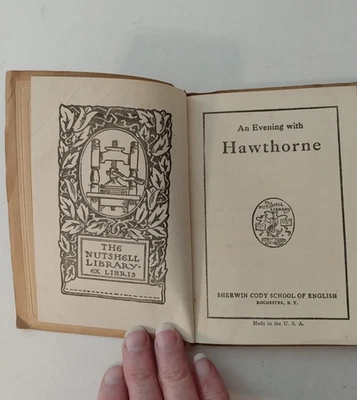 THE
NUTSHELL
LIBRARY
EX LIBRIS
An Evening with
Hawthorne
SHERWIN CODY SCHOOL OF ENGLISH
ROCHESTER, N. Y.
Made in the U. S. A.